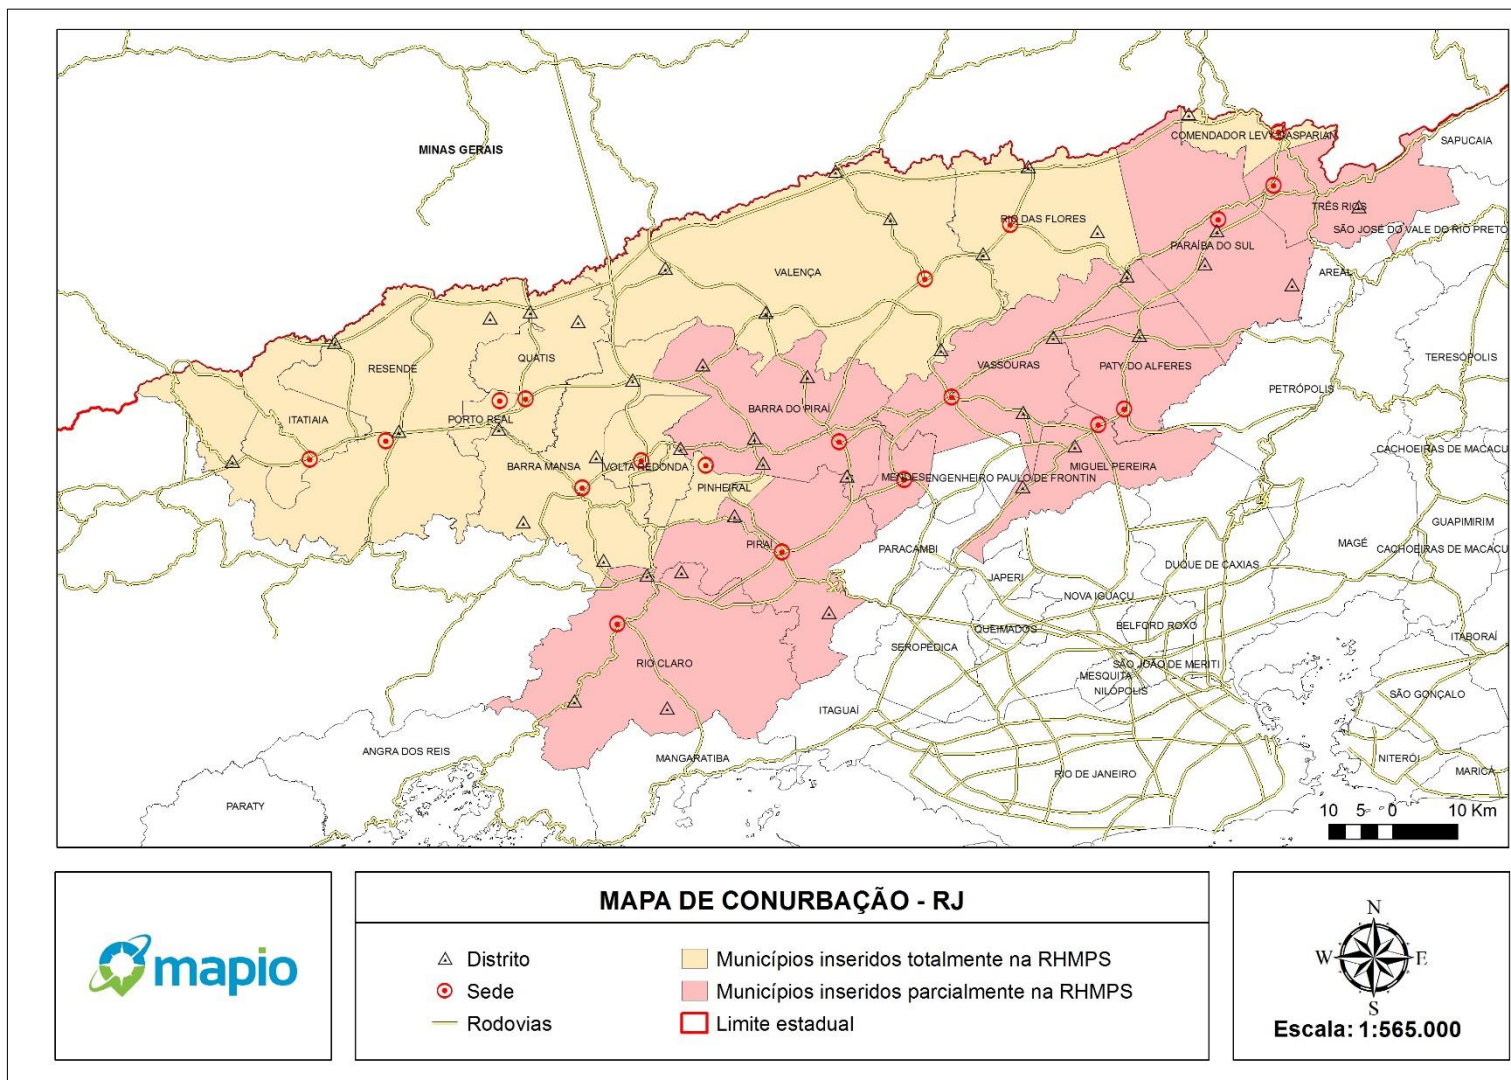 MINAS GERAIS
COMENDADOR LEVY GASPARIAN
SAPUCAIA
TRÊS RIOS
RIO DAS FLORES
SÃO JOSÉ DO VALE DO RIO PRETO
PARAÍBA DO SUL
VALENÇA
AREAL
QUATIS
TERESÓPOLIS
RESENDE
VASSOURAS
PATY DO ALFERES
PETRÓPOLIS
BARRA DO PIRAÍ
ITATIAIA
PORTO REAL
CACHOEIRAS DE MACACU
BARRA MANSA
VOLTA REDONDA
MIGUEL PEREIRA
MENDES
ENGENHEIRO PAULO DE FRONTIN
PINHEIRAL
GUAPIMIRIM
PIRAÍ
PARACAMBI
MAGÉ
CACHOEIRAS DE MACACU
DUQUE DE CAXIAS
JAPERI
NOVA IGUAÇU
BELFORD ROXO
QUEIMADOS
ITABORAÍ
SEROPÉDICA
RIO CLARO
SÃO JOÃO DE MERITI
MESQUITA
NILÓPOLIS
SÃO GONÇALO
ITAGUAÍ
ANGRA DOS REIS
MANGARATIBA
NITERÓI
RIO DE JANEIRO
MARICÁ
PARATY
10 5 0 10 Km
mapio
MAPA DE CONURBAÇÃO - RJ
Distrito
Sede
Rodovias
Municípios inseridos totalmente na RHMPS
Municípios inseridos parcialmente na RHMPS
Limite estadual
N
W E
S
Escala: 1:565.000